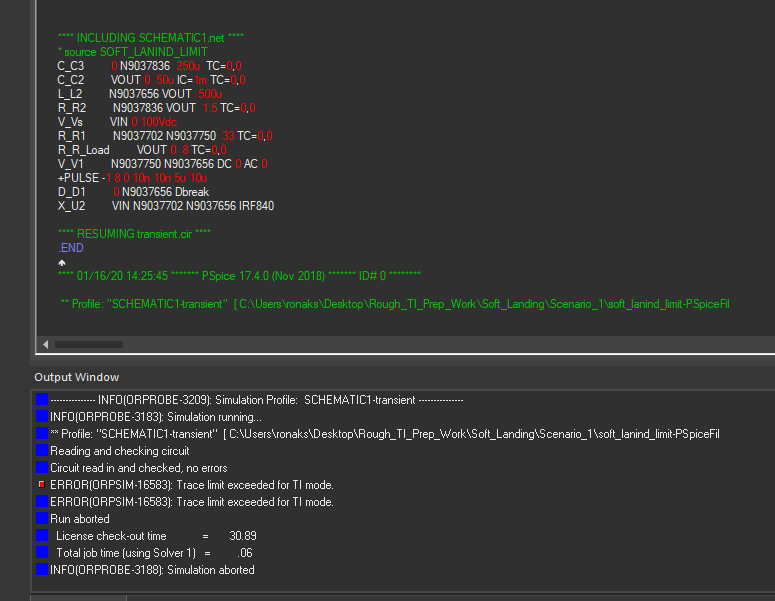 **** INCLUDING SCHEMATIC1.net ****
* source SOFT_LANIND_LIMIT
C_C3 0 N9037836 250u TC=0,0
C_C2 VOUT 0 50u IC=1m TC=0,0
L_L2 N9037656 VOUT 500u
R_R2 N9037836 VOUT 1.5 TC=0,0
V_Vs VIN 0 100Vdc
R_R1 N9037702 N9037750 33 TC=0,0
R_R_Load VOUT 0 8 TC=0,0
V_V1 N9037750 N9037656 DC 0 AC 0
+PULSE -1 8 0 10n 10n 5u 10u
D_D1 0 N9037656 Dbreak
X_U2 VIN N9037702 N9037656 IRF840
**** RESUMING transient.cir ****
.END
**** 01/16/20 14:25:45 ******* PSpice 17.4.0 (Nov 2018) ******* ID# 0 ********
** Profile: "SCHEMATIC1-transient" [ C:\Users\ronaks\Desktop\Rough_TI_Prep_Work\Soft_Landing\Scenario_1\soft_lanind_limit-PSpiceFil
Output Window
--------------- INFO(ORPROBE-3209): Simulation Profile: SCHEMATIC1-transient ---------------
INFO(ORPROBE-3183): Simulation running...
** Profile: "SCHEMATIC1-transient" [ C:\Users\ronaks\Desktop\Rough_TI_Prep_Work\Soft_Landing\Scenario_1\soft_lanind_limit-PSpiceFil
Reading and checking circuit
Circuit read in and checked, no errors
ERROR(ORPSIM-16583): Trace limit exceeded for TI mode.
ERROR(ORPSIM-16583): Trace limit exceeded for TI mode.
Run aborted
License check-out time = 30.89
Total job time (using Solver 1) = .06
INFO(ORPROBE-3188): Simulation aborted